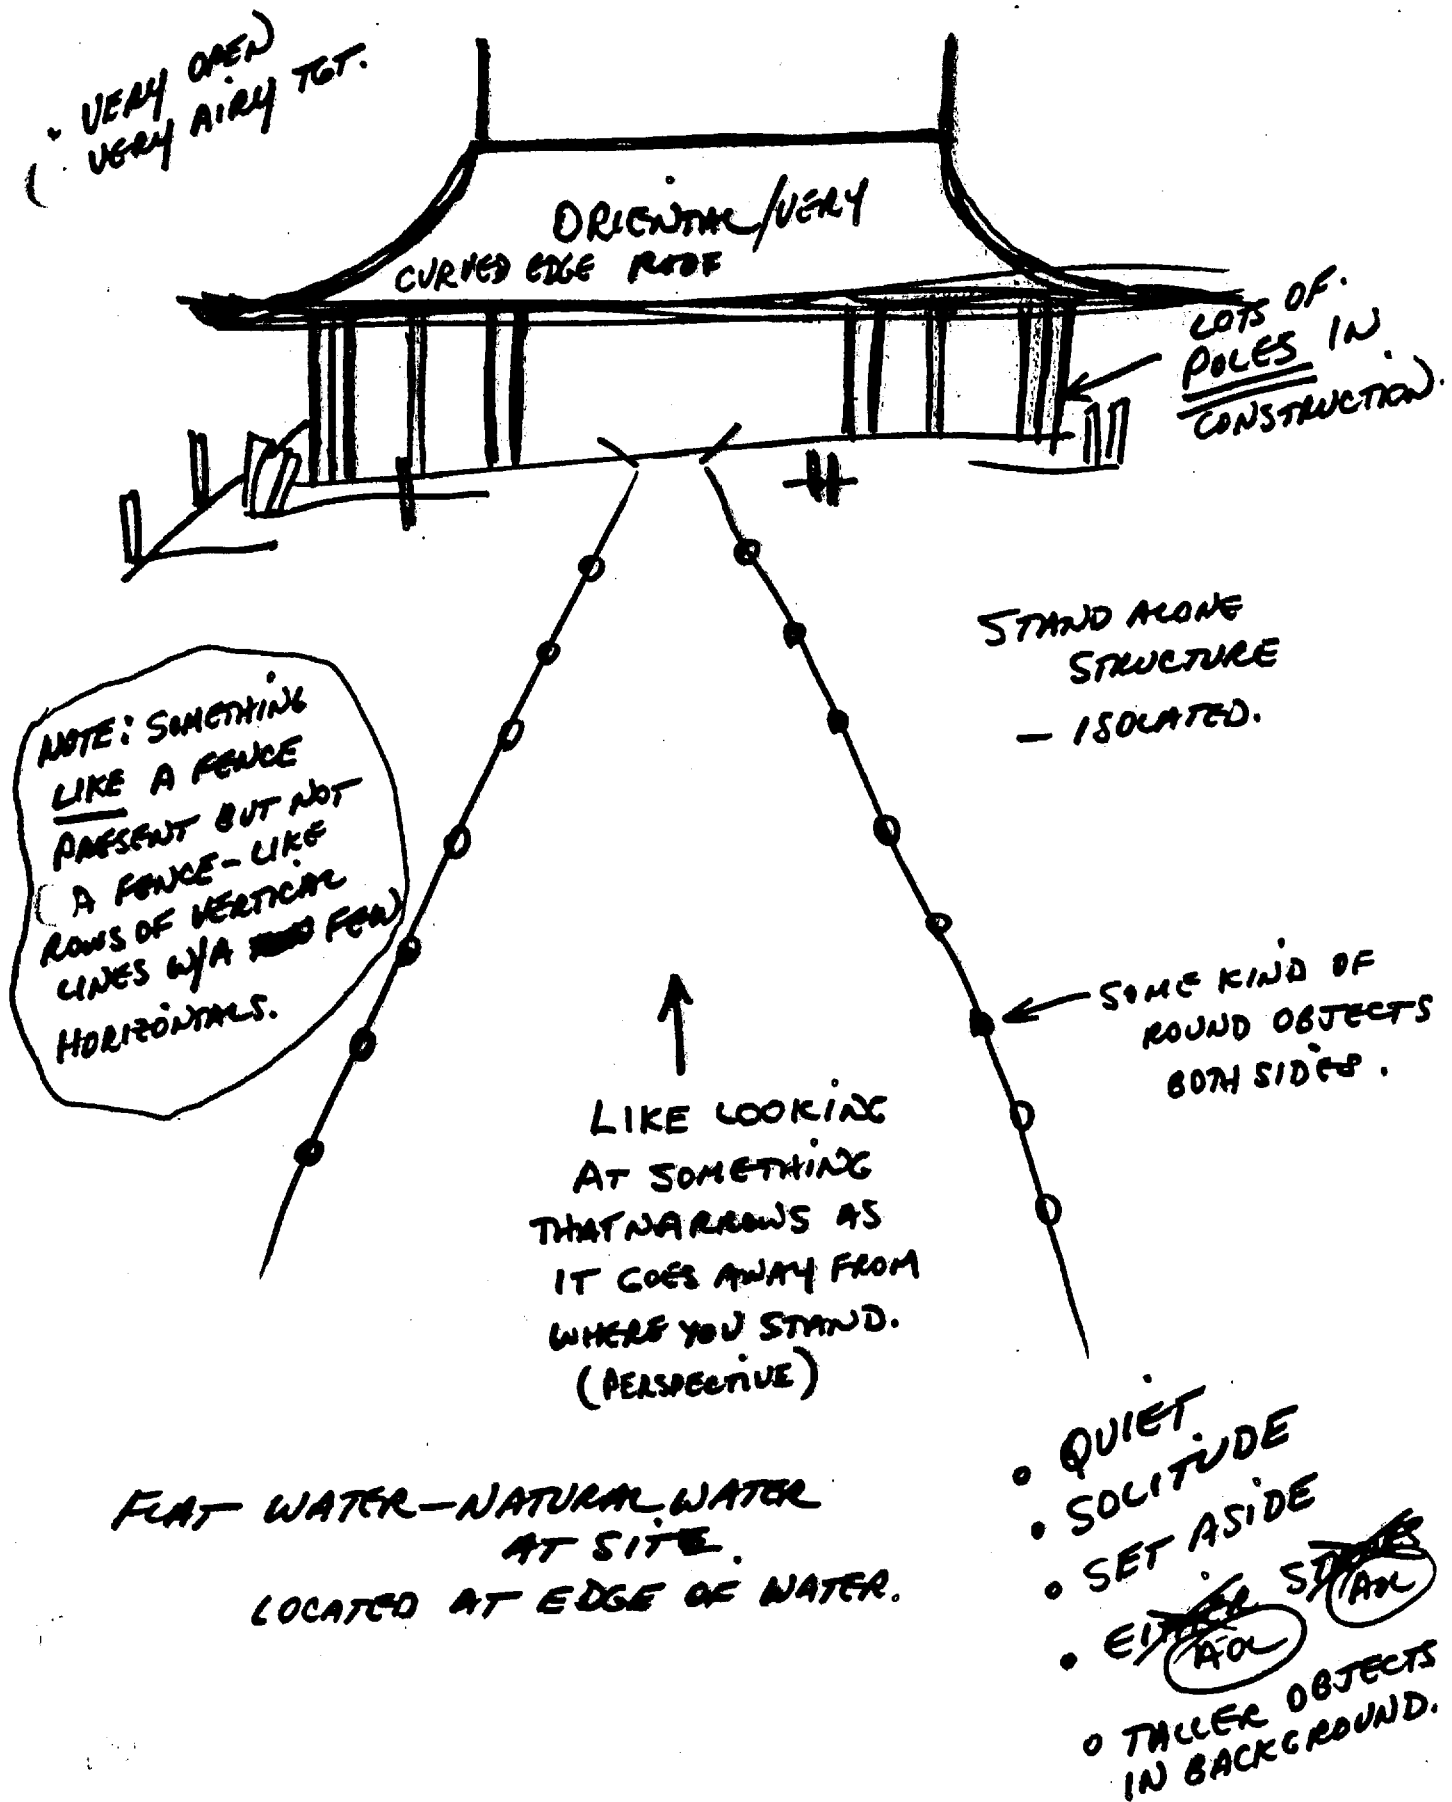 • VERY OPEN
VERY AIRY TGT.
ORIENTAL/VERY
CURVED EDGE ROOF
LOTS OF
POLES IN
CONSTRUCTION.
STAND ALONE
STRUCTURE
— ISOLATED.
NOTE: SOMETHING
LIKE A FENCE
PRESENT BUT NOT
A FENCE-LIKE
ROWS OF VERTICAL
LINES W/A FEW
HORIZONTALS.
SOME KIND OF
ROUND OBJECTS
BOTH SIDES.
LIKE LOOKING
AT SOMETHING
THAT NARROWS AS
IT GOES AWAY FROM
WHERE YOU STAND.
(PERSPECTIVE)
FLAT WATER—NATURAL WATER
AT SITE.
LOCATED AT EDGE OF WATER.
• QUIET
• SOLITUDE
• SET ASIDE
AOL
AOL
• TALLER OBJECTS
IN BACKGROUND.